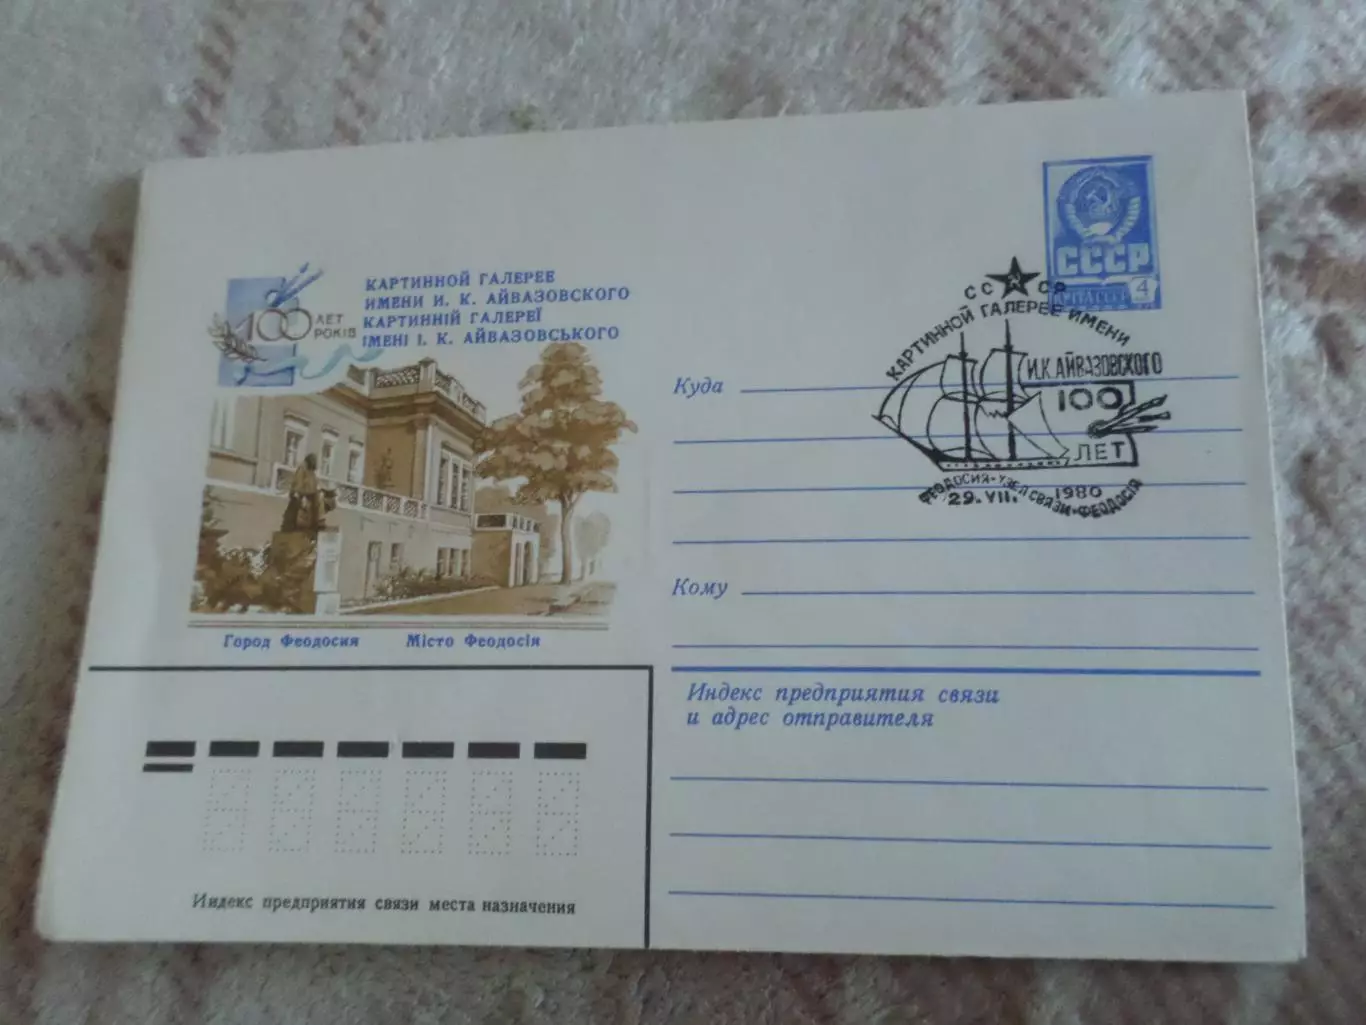 100 ЛЕТ
РОКІВ
КАРТИННОЙ ГАЛЕРЕЕ
ИМЕНИ И. К. АЙВАЗОВСКОГО
КАРТИННІЙ ГАЛЕРЕЇ
ІМЕНІ І. К. АЙВАЗОВСЬКОГО
Город Феодосия Місто Феодосія
СССР
4
СССР
КАРТИННОЙ ГАЛЕРЕЕ ИМЕНИ
И.К.АЙВАЗОВСКОГО
100
ЛЕТ
29.VII. 1980
ФЕОДОСИЯ-УЗЕЛ СВЯЗИ-ФЕОДОСІЯ
Куда
Кому
Индекс предприятия связи
и адрес отправителя
Индекс предприятия связи места назначения